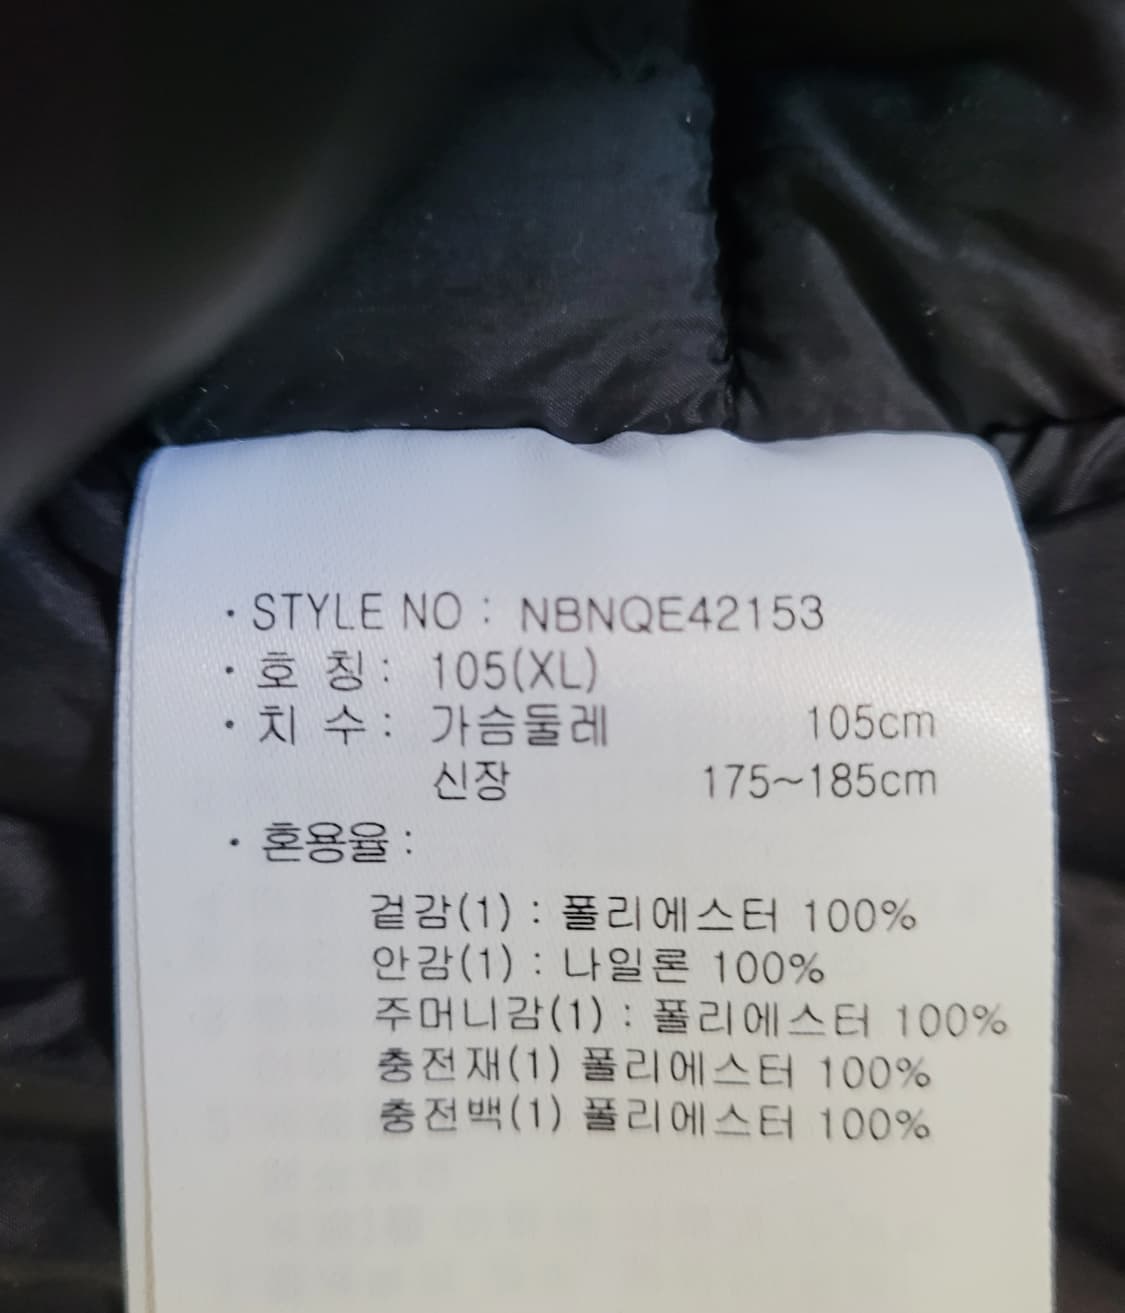 · STYLE NO : NBNQE42153
· 호 칭 : 105(XL)
· 치 수 : 가슴둘레 105cm
신장 175~185cm
· 혼용율 :
겉감(1) : 폴리에스터 100%
안감(1) : 나일론 100%
주머니감(1) : 폴리에스터 100%
충전재(1) 폴리에스터 100%
충전백(1) 폴리에스터 100%